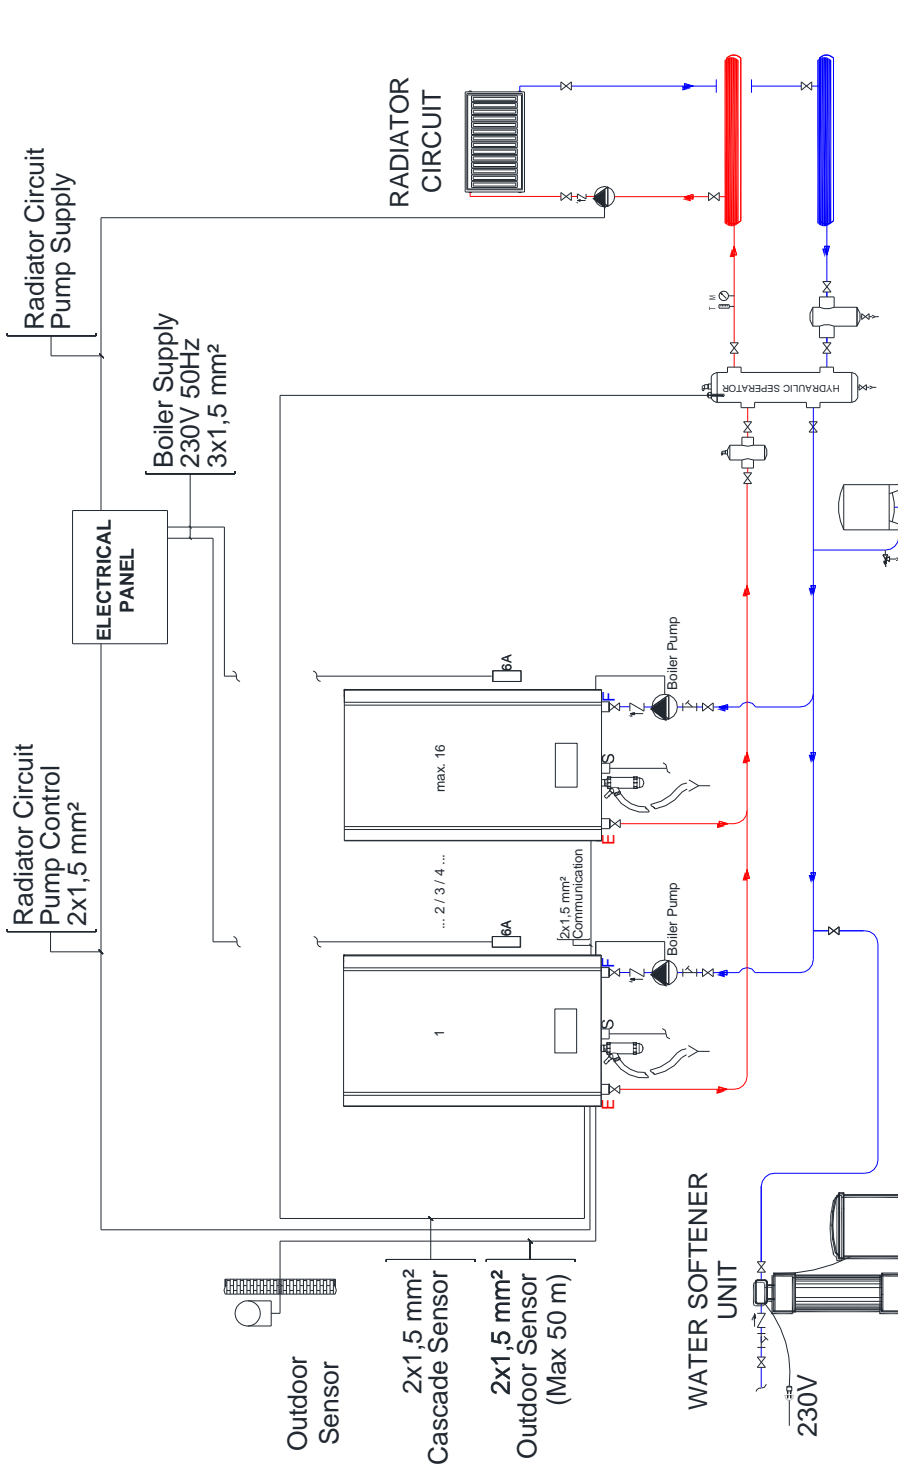 Radiator Circuit
Pump Control
2x1,5 mm²
Radiator Circuit
Pump Supply
ELECTRICAL
PANEL
Boiler Supply
230V 50Hz
3x1,5 mm²
Outdoor
Sensor
2x1,5 mm²
Cascade Sensor
2x1,5 mm²
Outdoor Sensor
(Max 50 m)
RADIATOR
CIRCUIT
1
... 2 / 3 / 4 ...
max. 16
6A
6A
2x1,5 mm²
Communication
E
S
F
E
S
F
Boiler Pump
Boiler Pump
T
M
HYDRAULIC SEPERATOR
WATER SOFTENER
UNIT
230V